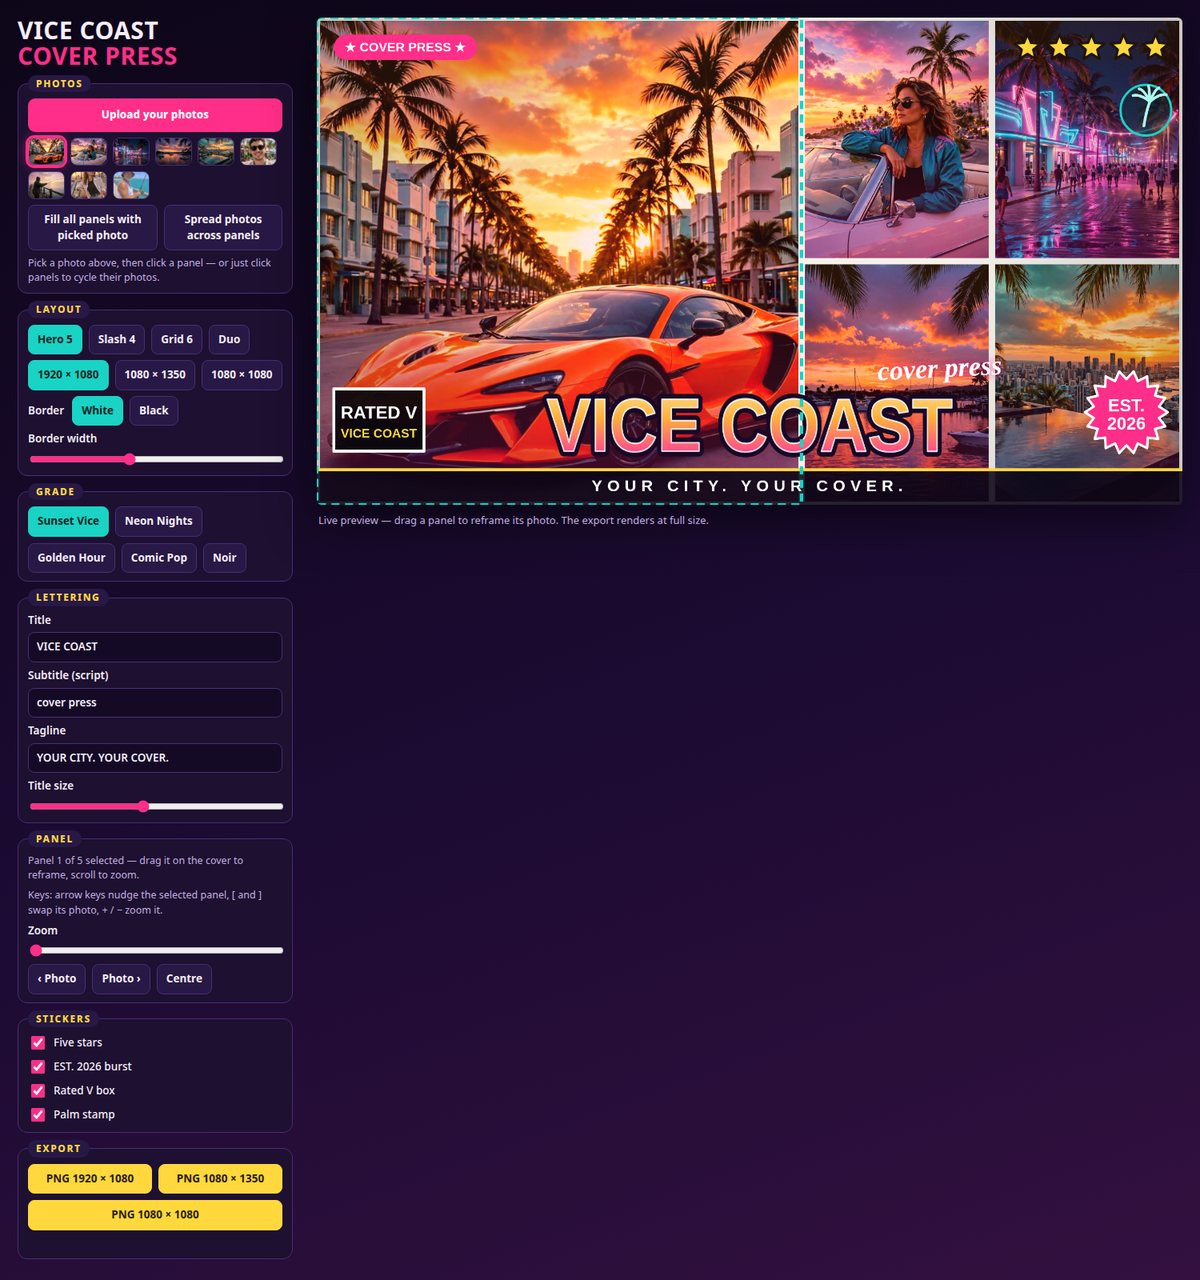 VICE COAST
COVER PRESS
PHOTOS
Upload your photos
Fill all panels with
picked photo
Spread photos
across panels
Pick a photo above, then click a panel — or just click
panels to cycle their photos.
LAYOUT
Hero 5
Slash 4
Grid 6
Duo
1920 × 1080
1080 × 1350
1080 × 1080
Border
White
Black
Border width
GRADE
Sunset Vice
Neon Nights
Golden Hour
Comic Pop
Noir
LETTERING
Title
VICE COAST
Subtitle (script)
cover press
Tagline
YOUR CITY. YOUR COVER.
Title size
PANEL
Panel 1 of 5 selected — drag it on the cover to
reframe, scroll to zoom.
Keys: arrow keys nudge the selected panel, [ and ]
swap its photo, + / − zoom it.
Zoom
‹ Photo
Photo ›
Centre
STICKERS
Five stars
EST. 2026 burst
Rated V box
Palm stamp
EXPORT
PNG 1920 × 1080
PNG 1080 × 1350
PNG 1080 × 1080
★ COVER PRESS ★
cover press
RATED V
VICE COAST
VICE COAST
EST.
2026
YOUR CITY. YOUR COVER.
Live preview — drag a panel to reframe its photo. The export renders at full size.